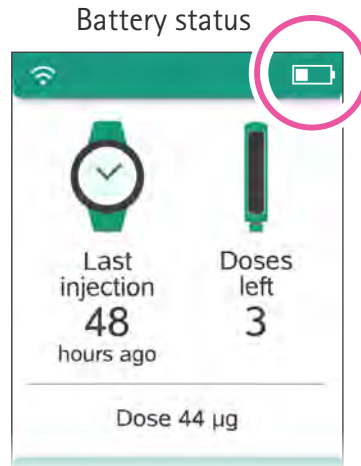 Battery status
Last
injection
48
hours ago
Doses
left
3
Dose 44 µg